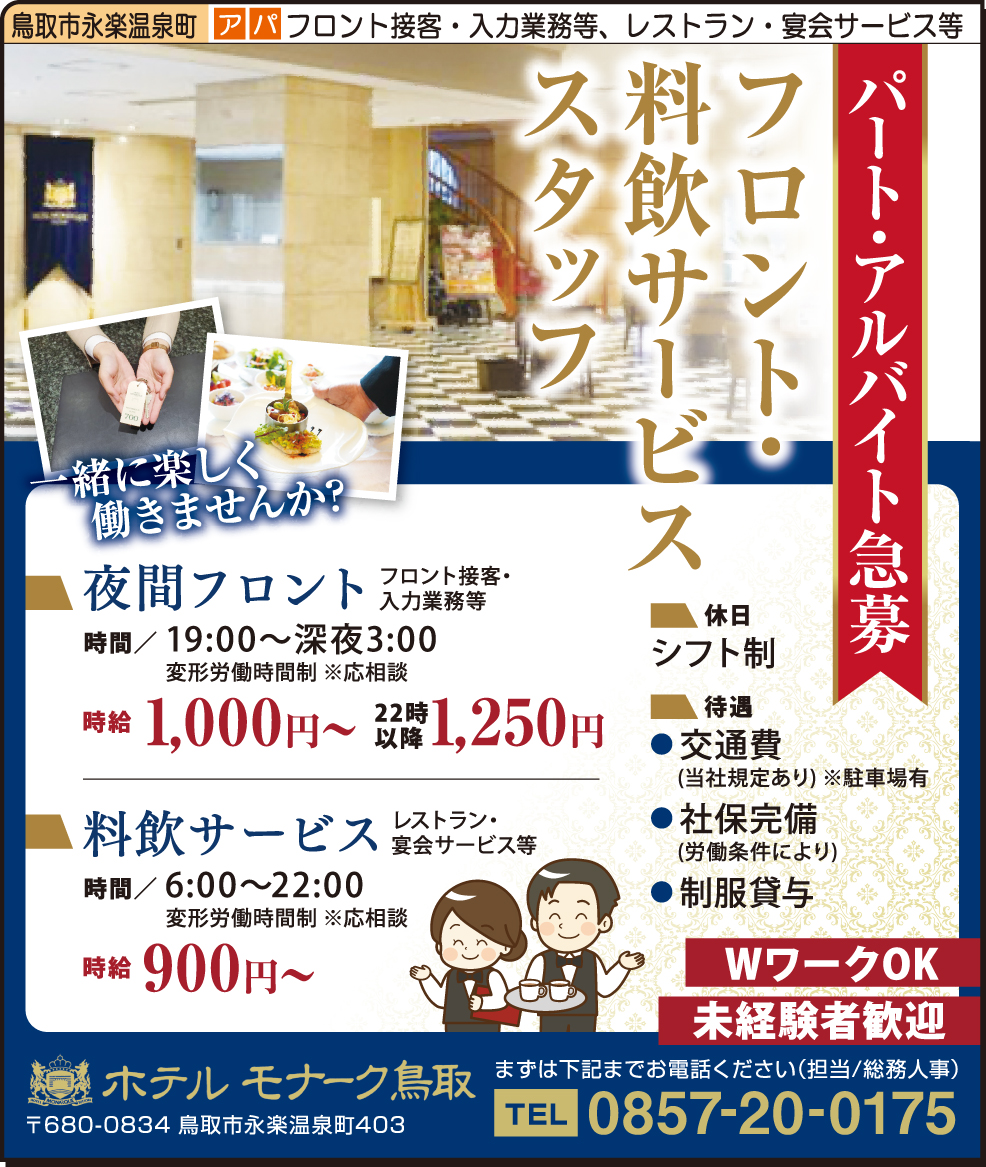 鳥取市永楽温泉町 ア パ フロント接客・入力業務等、レストラン・宴会サービス等
パート・アルバイト急募
フロント・
料飲サービス
スタッフ
700
一緒に楽しく
働きませんか?
夜間フロント フロント接客・
入力業務等
時間／19:00～深夜3:00
変形労働時間制 ※応相談
時給 1,000円～ 22時以降 1,250円
料飲サービス レストラン・
宴会サービス等
時間／6:00～22:00
変形労働時間制 ※応相談
時給 900円～
休日
シフト制
待遇
●交通費
(当社規定あり) ※駐車場有
●社保完備
(労働条件により)
●制服貸与
WワークOK
未経験者歓迎
ホテル モナーク鳥取
〒680-0834 鳥取市永楽温泉町403
まずは下記までお電話ください(担当/総務人事)
TEL 0857-20-0175